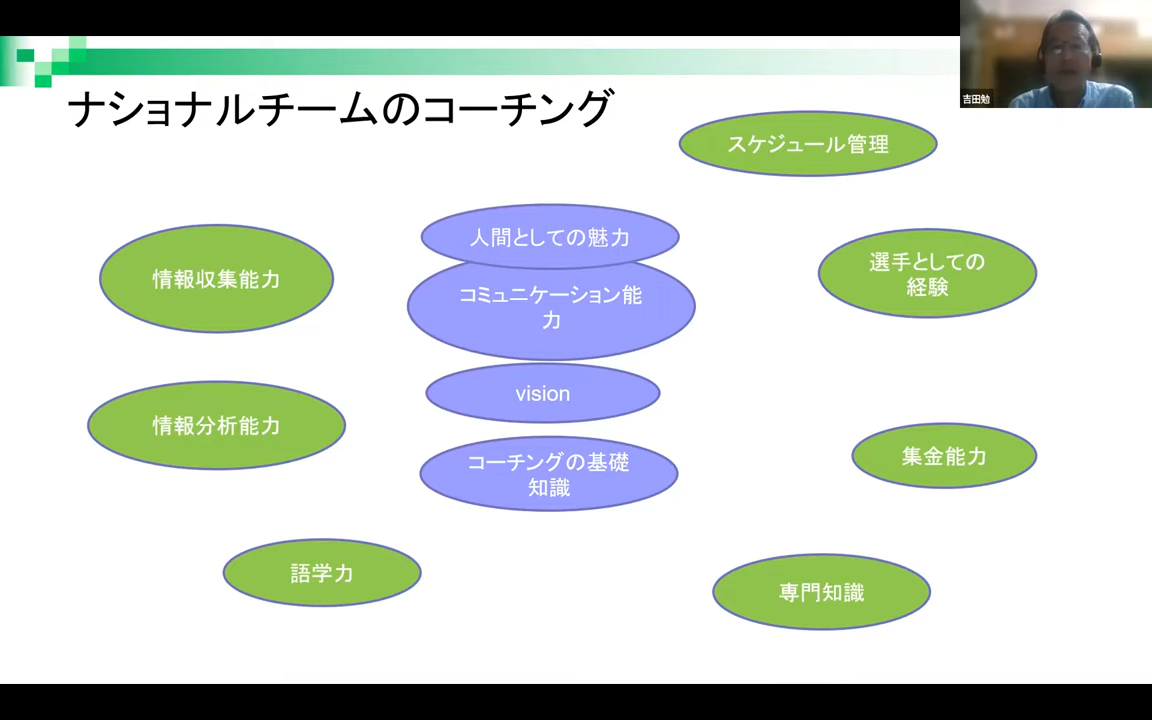 ナショナルチームのコーチング
吉田勉
スケジュール管理
人間としての魅力
情報収集能力
コミュニケーション能
力
選手としての
経験
vision
情報分析能力
コーチングの基礎
知識
集金能力
語学力
専門知識